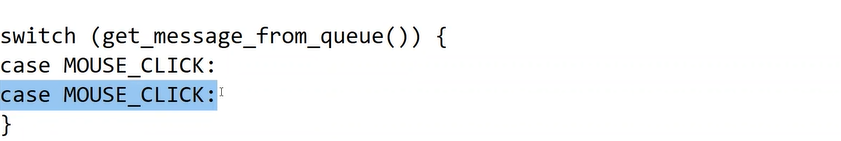 switch (get_message_from_queue()) {
case MOUSE_CLICK:
case MOUSE_CLICK:
}